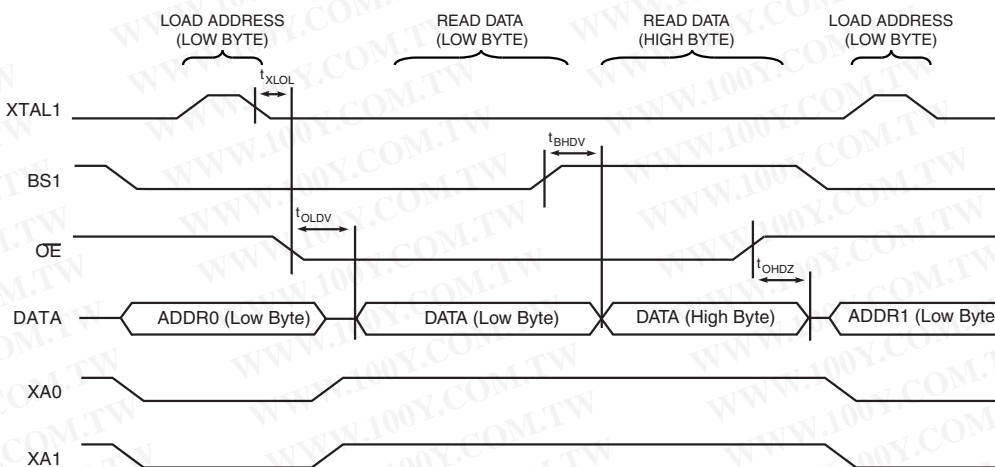 LOAD ADDRESS
(LOW BYTE)
READ DATA
(LOW BYTE)
READ DATA
(HIGH BYTE)
LOAD ADDRESS
(LOW BYTE)
tXLOL
XTAL1
tBHDV
BS1
tOLDV
OE
tOHDZ
DATA
ADDR0 (Low Byte)
DATA (Low Byte)
DATA (High Byte)
ADDR1 (Low Byte
XA0
XA1
WWW.100Y.COM.TW